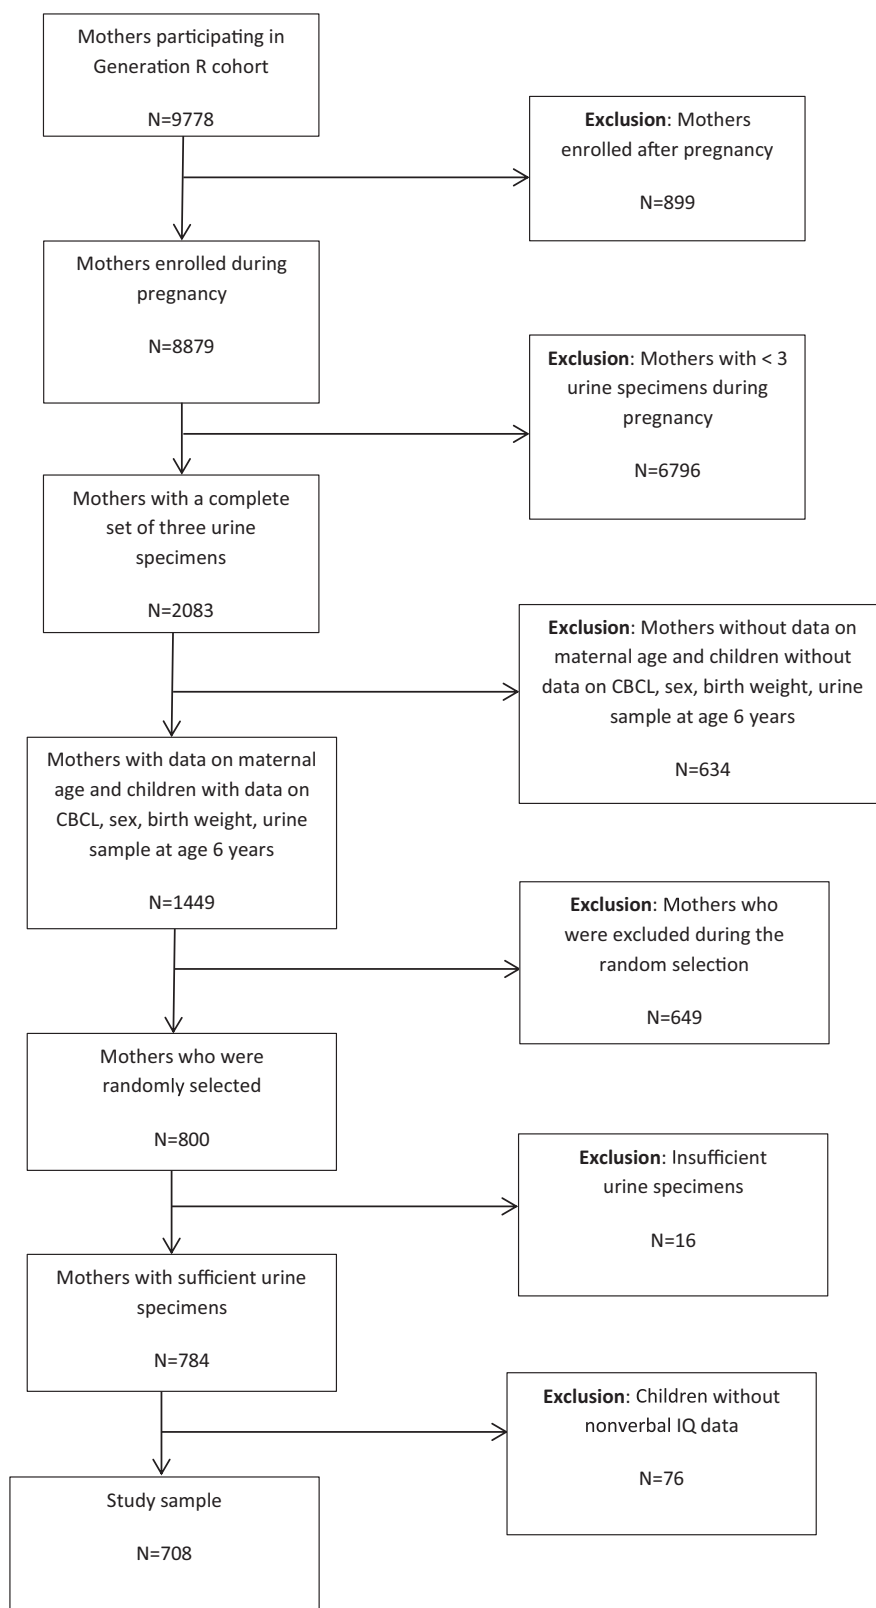 Mothers participating in
Generation R cohort
N=9778
Exclusion: Mothers
enrolled after pregnancy
N=899
Mothers enrolled during
pregnancy
N=8879
Exclusion: Mothers with < 3
urine specimens during
pregnancy
N=6796
Mothers with a complete
set of three urine
specimens
N=2083
Exclusion: Mothers without data on
maternal age and children without
data on CBCL, sex, birth weight, urine
sample at age 6 years
N=634
Mothers with data on maternal
age and children with data on
CBCL, sex, birth weight, urine
sample at age 6 years
N=1449
Exclusion: Mothers who
were excluded during the
random selection
N=649
Mothers who were
randomly selected
N=800
Exclusion: Insufficient
urine specimens
N=16
Mothers with sufficient urine
specimens
N=784
Exclusion: Children without
nonverbal IQ data
N=76
Study sample
N=708